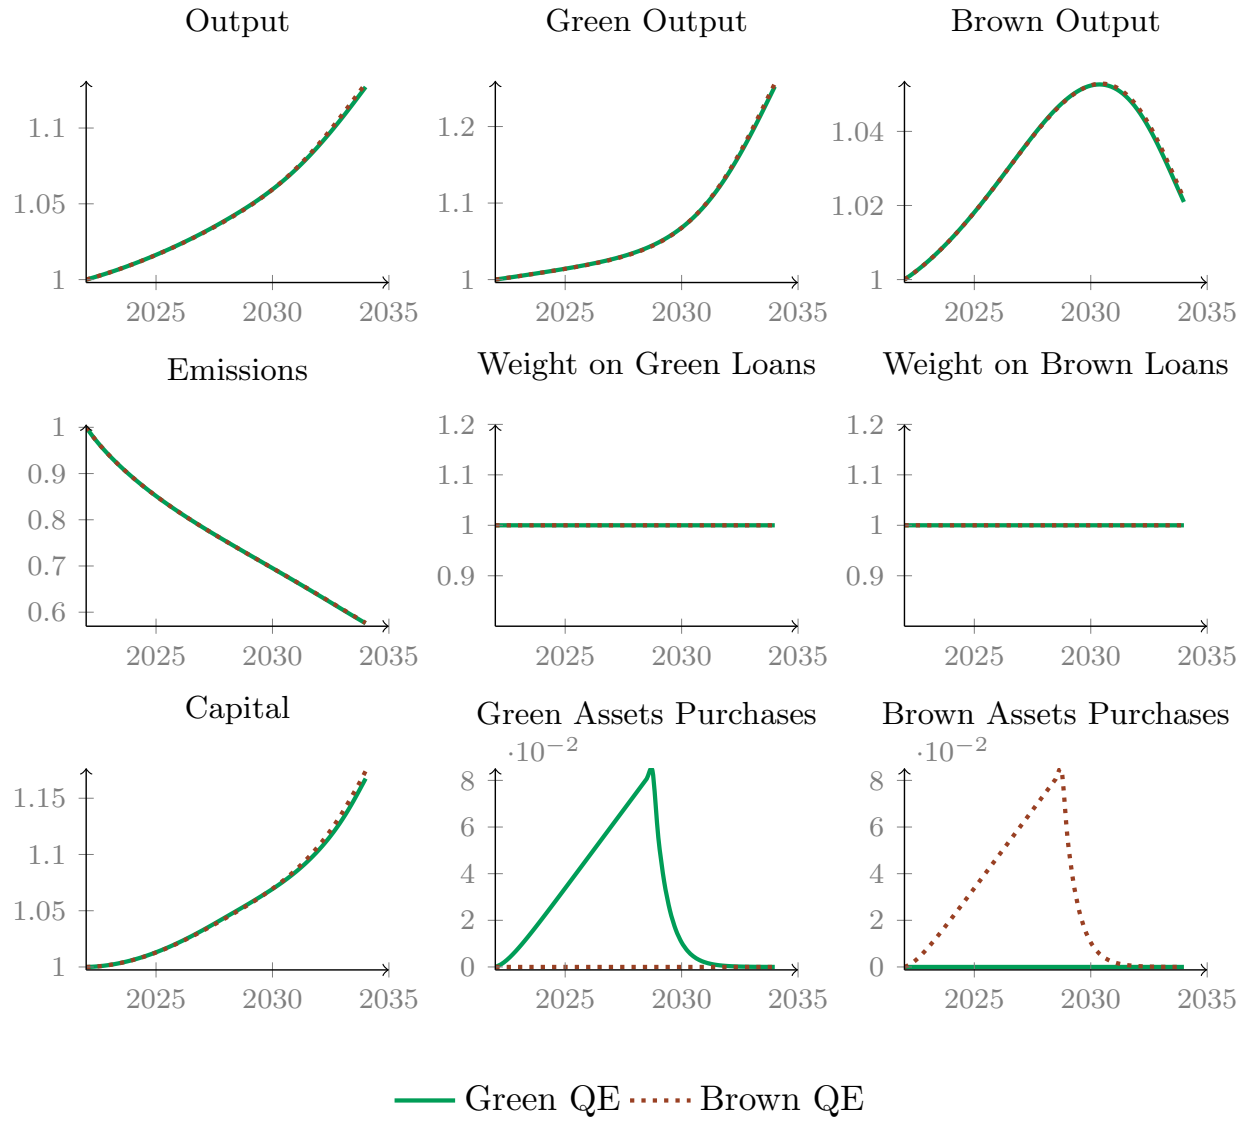 Output
Green Output
Brown Output
1.1
1.05
1
2025 2030 2035
1.2
1.1
1
2025 2030 2035
1.04
1.02
1
2025 2030 2035
Emissions
Weight on Green Loans
Weight on Brown Loans
1
0.9
0.8
0.7
0.6
2025 2030 2035
1.2
1.1
1
0.9
2025 2030 2035
1.2
1.1
1
0.9
2025 2030 2035
Capital
Green Assets Purchases
Brown Assets Purchases
1.15
1.1
1.05
1
2025 2030 2035
·10⁻²
8
6
4
2
0
2025 2030 2035
·10⁻²
8
6
4
2
0
2025 2030 2035
Green QE Brown QE